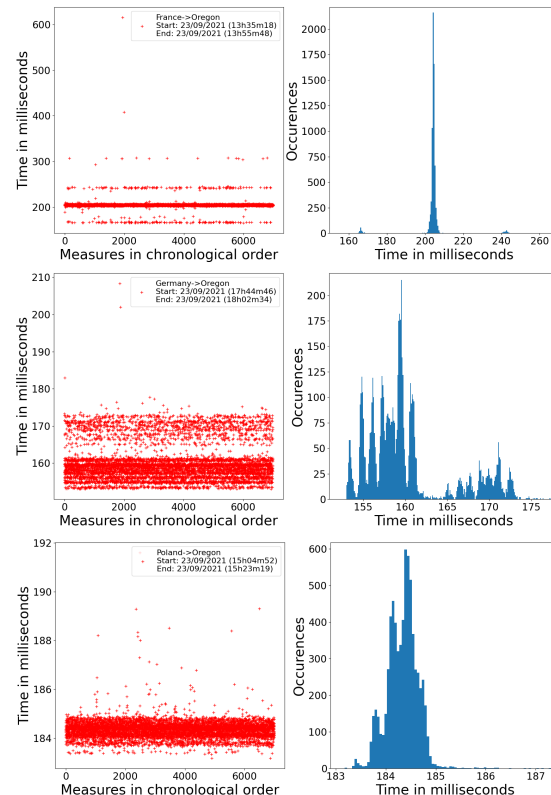 France->Oregon
Start: 23/09/2021 (13h35m18)
End: 23/09/2021 (13h55m48)
Time in milliseconds
600
500
400
300
200
0 2000 4000 6000
Measures in chronological order
Occurences
2000
1750
1500
1250
1000
750
500
250
0
160 180 200 220 240 260
Time in milliseconds
Germany->Oregon
Start: 23/09/2021 (17h44m46)
End: 23/09/2021 (18h02m34)
Time in milliseconds
210
200
190
180
170
160
0 2000 4000 6000
Measures in chronological order
Occurences
200
175
150
125
100
75
50
25
0
155 160 165 170 175
Time in milliseconds
Poland->Oregon
Start: 23/09/2021 (15h04m52)
End: 23/09/2021 (15h23m19)
Time in milliseconds
192
190
188
186
184
0 2000 4000 6000
Measures in chronological order
Occurences
600
500
400
300
200
100
0
183 184 185 186 187
Time in milliseconds